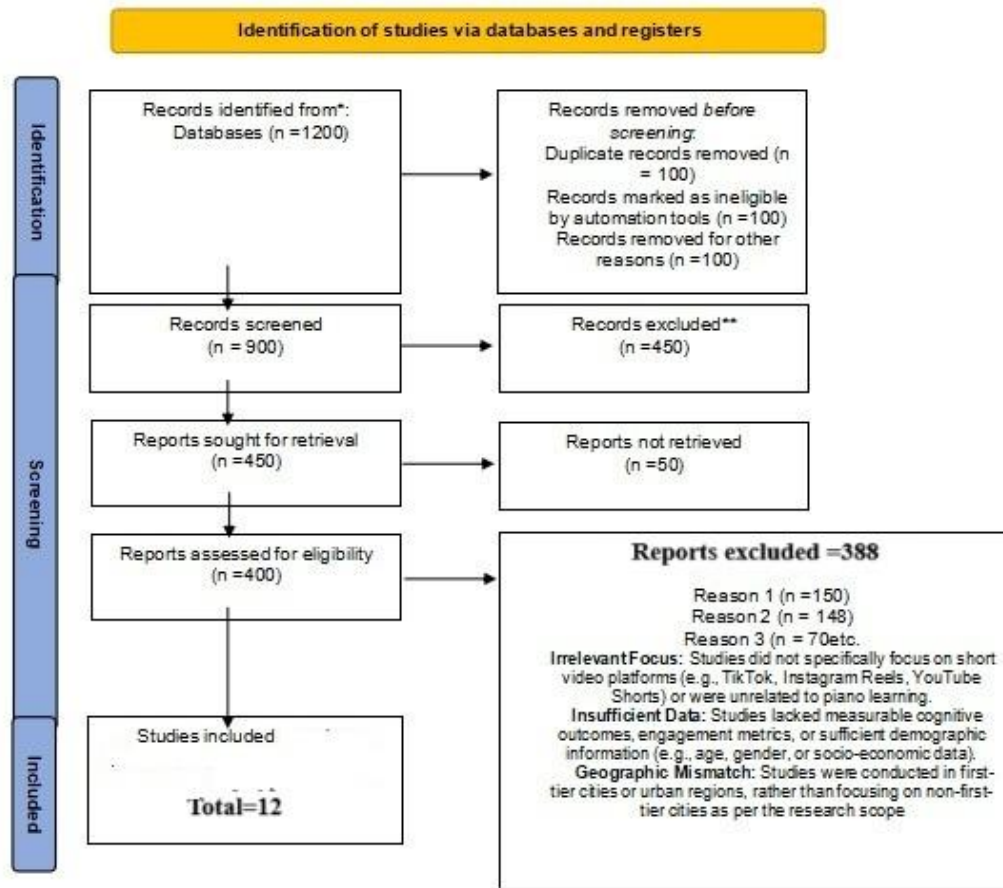 Identification of studies via databases and registers
Identification
Records identified from*:
Databases (n =1200)
Records removed before
screening:
Duplicate records removed (n
= 100)
Records marked as ineligible
by automation tools (n =100)
Records removed for other
reasons (n =100)
Screening
Records screened
(n = 900)
Records excluded**
(n =450)
Reports sought for retrieval
(n =450)
Reports not retrieved
(n =50)
Reports assessed for eligibility
(n =400)
Reports excluded =388
Reason 1 (n =150)
Reason 2 (n = 148)
Reason 3 (n = 70etc.
Irrelevant Focus: Studies did not specifically focus on short
video platforms (e.g., TikTok, Instagram Reels, YouTube
Shorts) or were unrelated to piano learning.
Insufficient Data: Studies lacked measurable cognitive
outcomes, engagement metrics, or sufficient demographic
information (e.g., age, gender, or socio-economic data).
Geographic Mismatch: Studies were conducted in first-
tier cities or urban regions, rather than focusing on non-first-
tier cities as per the research scope
Included
Studies included
Total=12